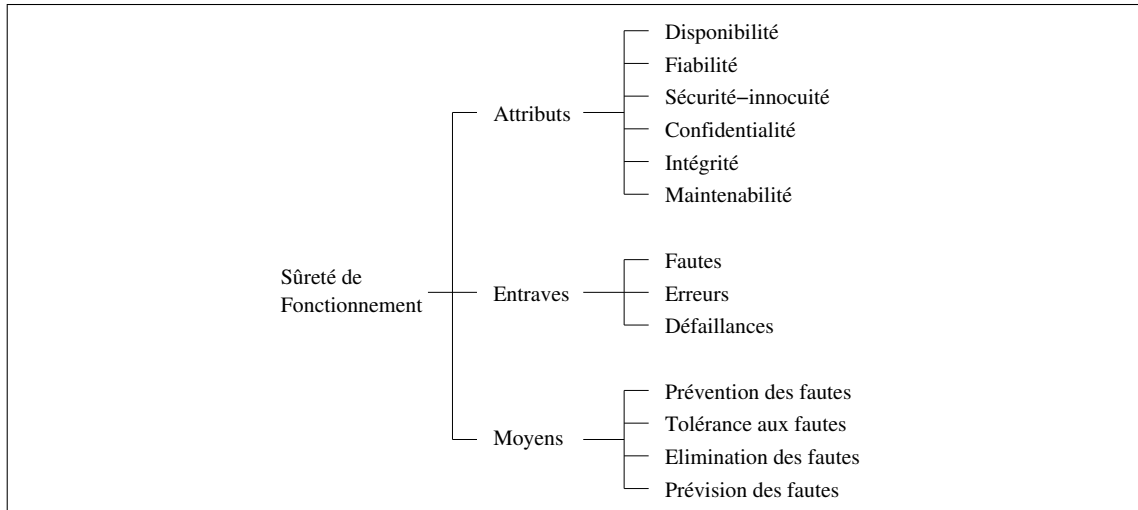 Disponibilité
Fiabilité
Sécurité−innocuité
Attributs
Confidentialité
Intégrité
Maintenabilité
Sûreté de
Fonctionnement
Entraves
Fautes
Erreurs
Défaillances
Moyens
Prévention des fautes
Tolérance aux fautes
Elimination des fautes
Prévision des fautes